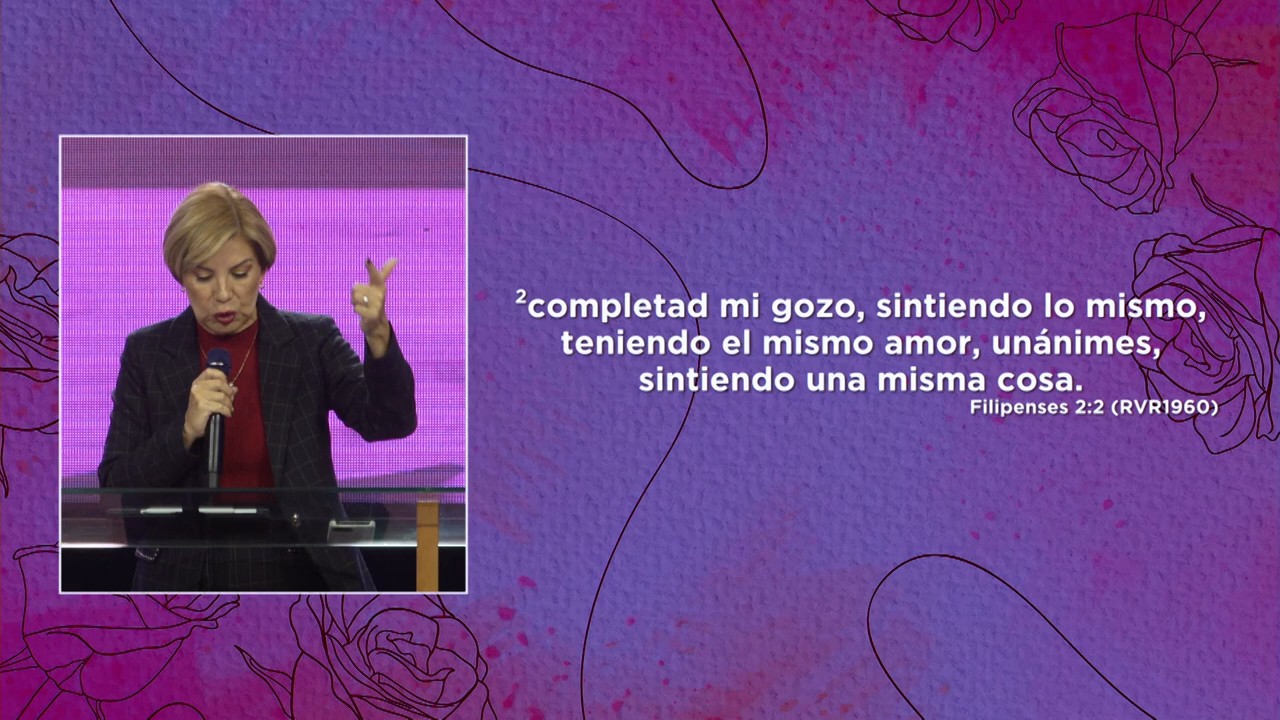 ²completad mi gozo, sintiendo lo mismo,
teniendo el mismo amor, unánimes,
sintiendo una misma cosa.
Filipenses 2:2 (RVR1960)